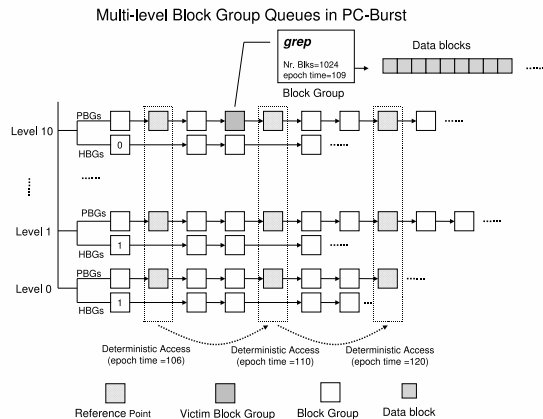 Multi-level Block Group Queues in PC-Burst
grep
Nr. Blks=1024
epoch time=109
Block Group
Data blocks
......
PBGs
Level 10
HBGs
0
......
......
......
......
PBGs
Level 1
HBGs
1
......
......
PBGs
Level 0
HBGs
1
......
...
Deterministic Access
(epoch time =106)
Deterministic Access
(epoch time=110)
Deterministic Access
(epoch time =120)
Reference Point
Victim Block Group
Block Group
Data block